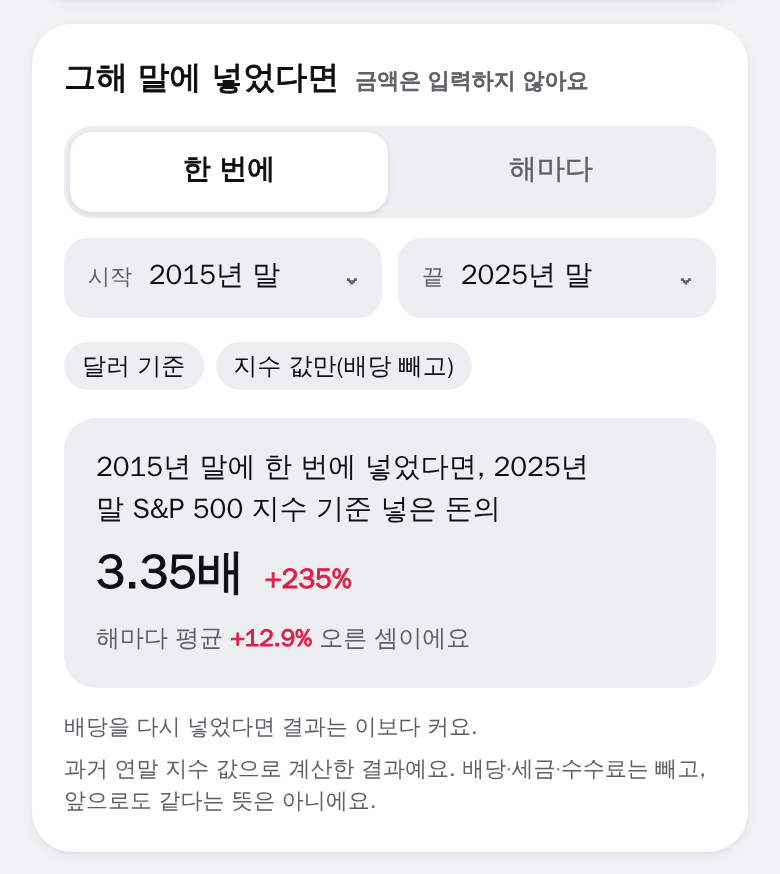 그해 말에 넣었다면 금액은 입력하지 않아요
한 번에 해마다
시작 2015년 말 끝 2025년 말
달러 기준 지수 값만(배당 빼고)
2015년 말에 한 번에 넣었다면, 2025년
말 S&P 500 지수 기준 넣은 돈의
3.35배 +235%
해마다 평균 +12.9% 오른 셈이에요
배당을 다시 넣었다면 결과는 이보다 커요.
과거 연말 지수 값으로 계산한 결과예요. 배당·세금·수수료는 빼고,
앞으로도 같다는 뜻은 아니에요.